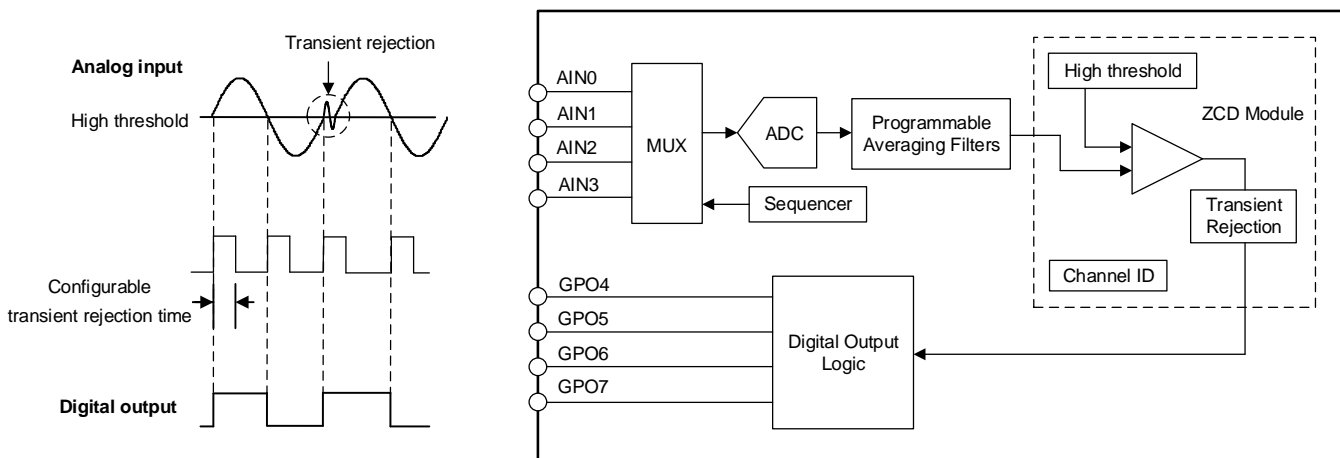 Transient rejection
Analog input
High threshold
Configurable
transient rejection time
Digital output
AIN0
AIN1
AIN2
AIN3
MUX
ADC
Programmable
Averaging Filters
Sequencer
High threshold
ZCD Module
Transient
Rejection
Channel ID
GPO4
GPO5
GPO6
GPO7
Digital Output
Logic